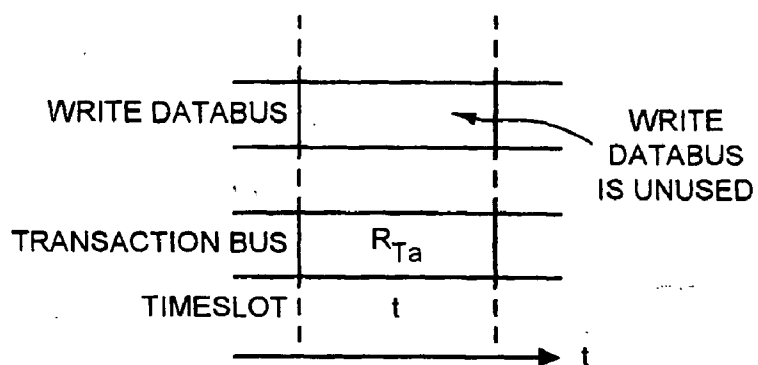 WRITE DATABUS
WRITE
DATABUS
IS UNUSED
TRANSACTION BUS R_Ta
TIMESLOT t
t